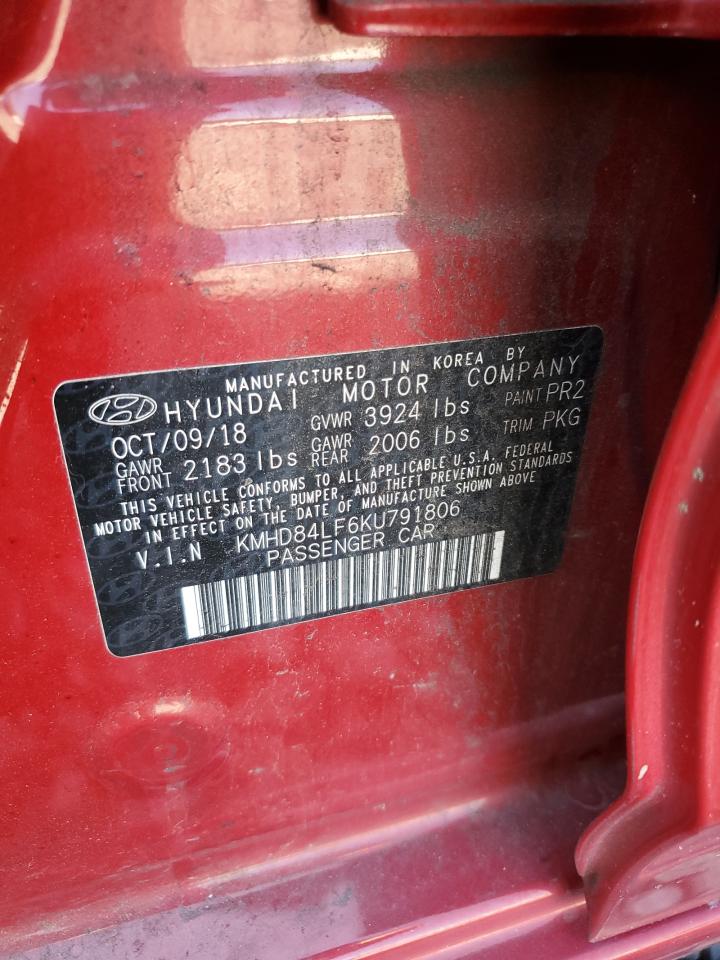 MANUFACTURED IN KOREA BY
HYUNDAI MOTOR COMPANY
OCT/09/18 GVWR 3924 lbs PAINT PR2
GAWR FRONT 2183 lbs GAWR REAR 2006 lbs TRIM PKG
THIS VEHICLE CONFORMS TO ALL APPLICABLE U.S.A. FEDERAL
MOTOR VEHICLE SAFETY, BUMPER, AND THEFT PREVENTION STANDARDS
IN EFFECT ON THE DATE OF MANUFACTURE SHOWN ABOVE
V.I.N KMHD84LF6KU791806
PASSENGER CAR